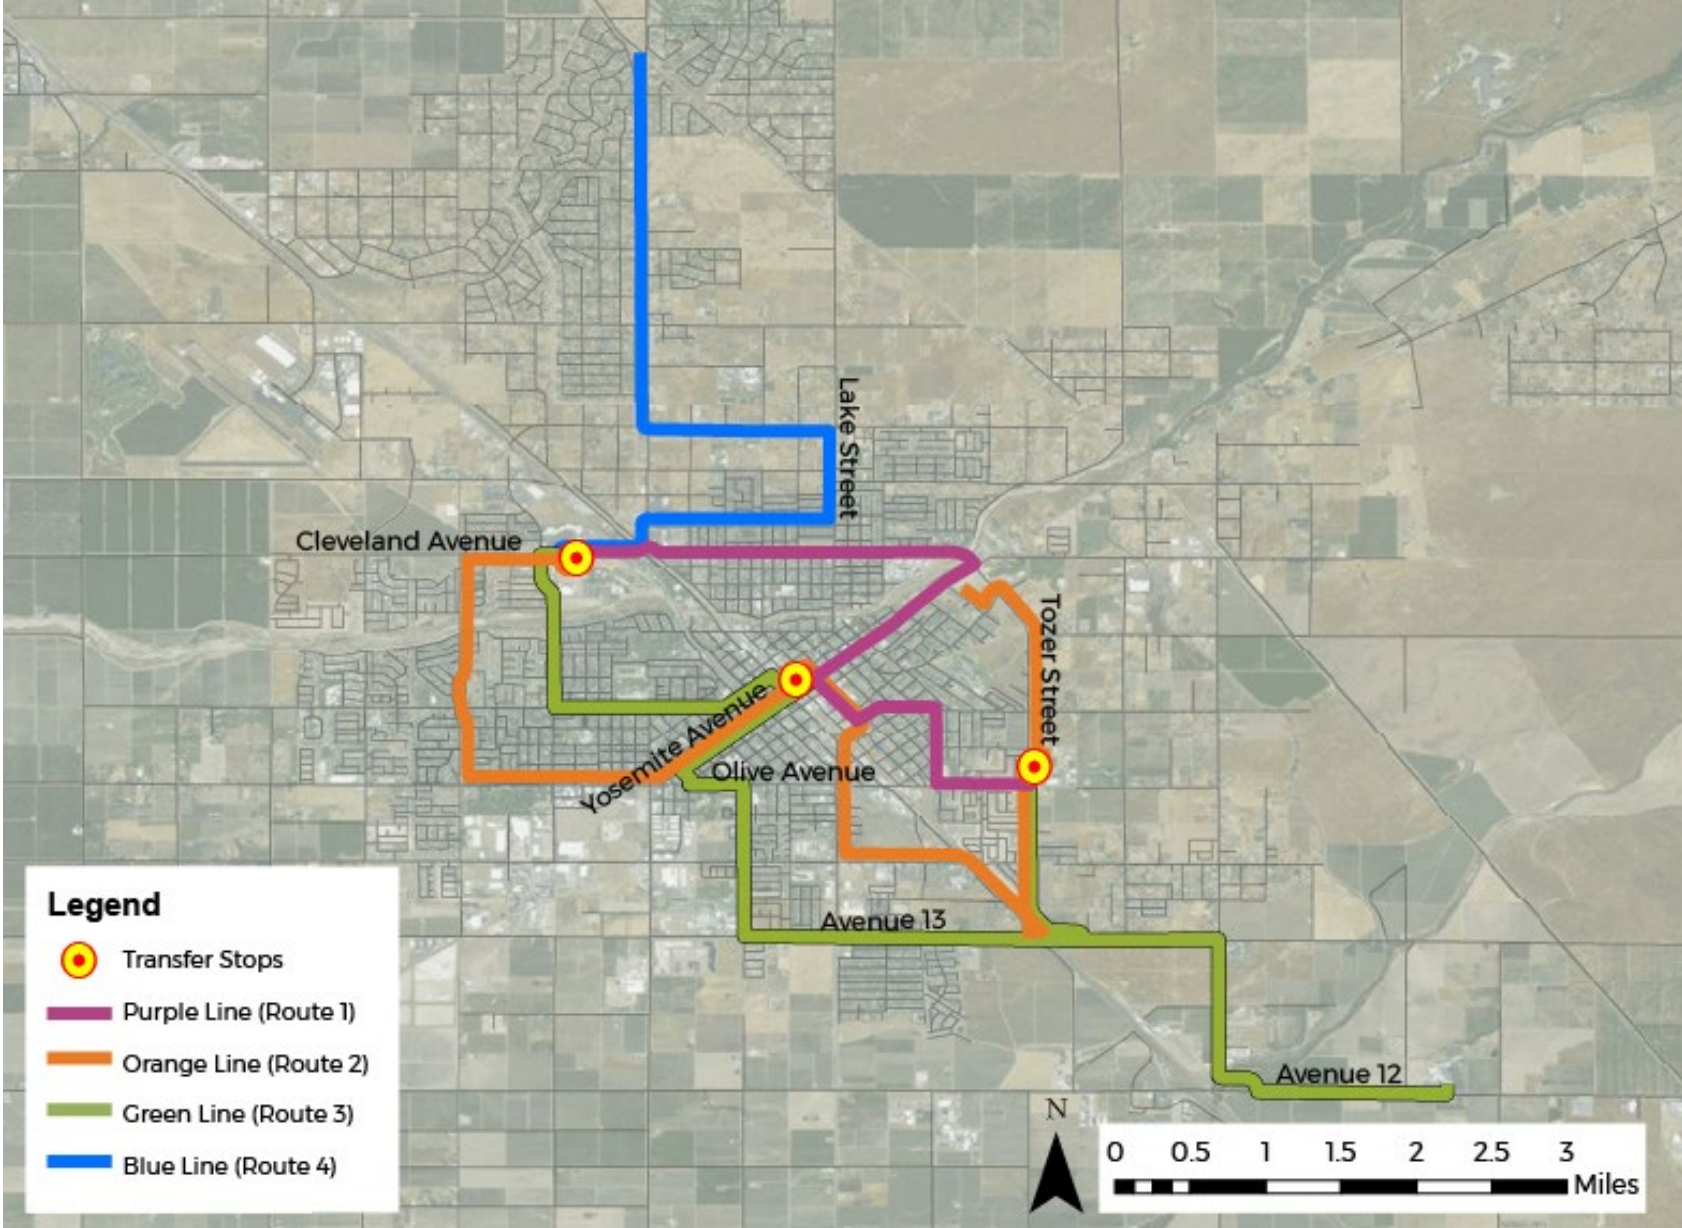 Lake Street
Cleveland Avenue
Tozer Street
Yosemite Avenue
Olive Avenue
Avenue 13
Avenue 12
Legend
Transfer Stops
Purple Line (Route 1)
Orange Line (Route 2)
Green Line (Route 3)
Blue Line (Route 4)
N
0 0.5 1 1.5 2 2.5 3
Miles